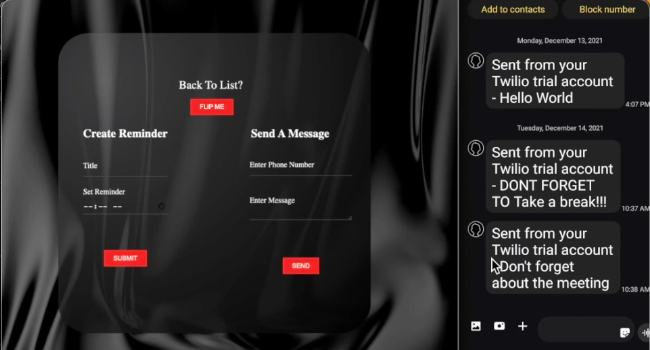 Back To List?
FLIP ME
Create Reminder
Title
Set Reminder
--:-- --
SUBMIT
Send A Message
Enter Phone Number
Enter Message
SEND
Add to contacts
Block number
Monday, December 13, 2021
Sent from your
Twilio trial account
- Hello World
4:07 PM
Tuesday, December 14, 2021
Sent from your
Twilio trial account
- DONT FORGET
TO Take a break!!!
10:37 AM
Sent from your
Twilio trial account
Don't forget
about the meeting
10:38 AM